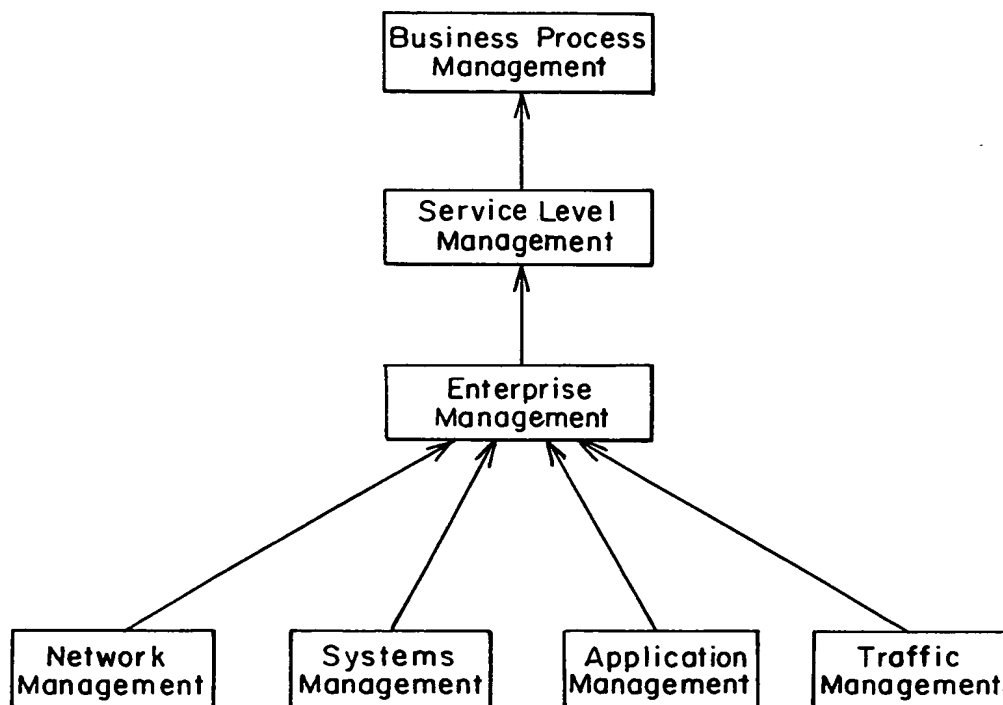 Business Process
Management
Service Level
Management
Enterprise
Management
Network
Management
Systems
Management
Application
Management
Traffic
Management